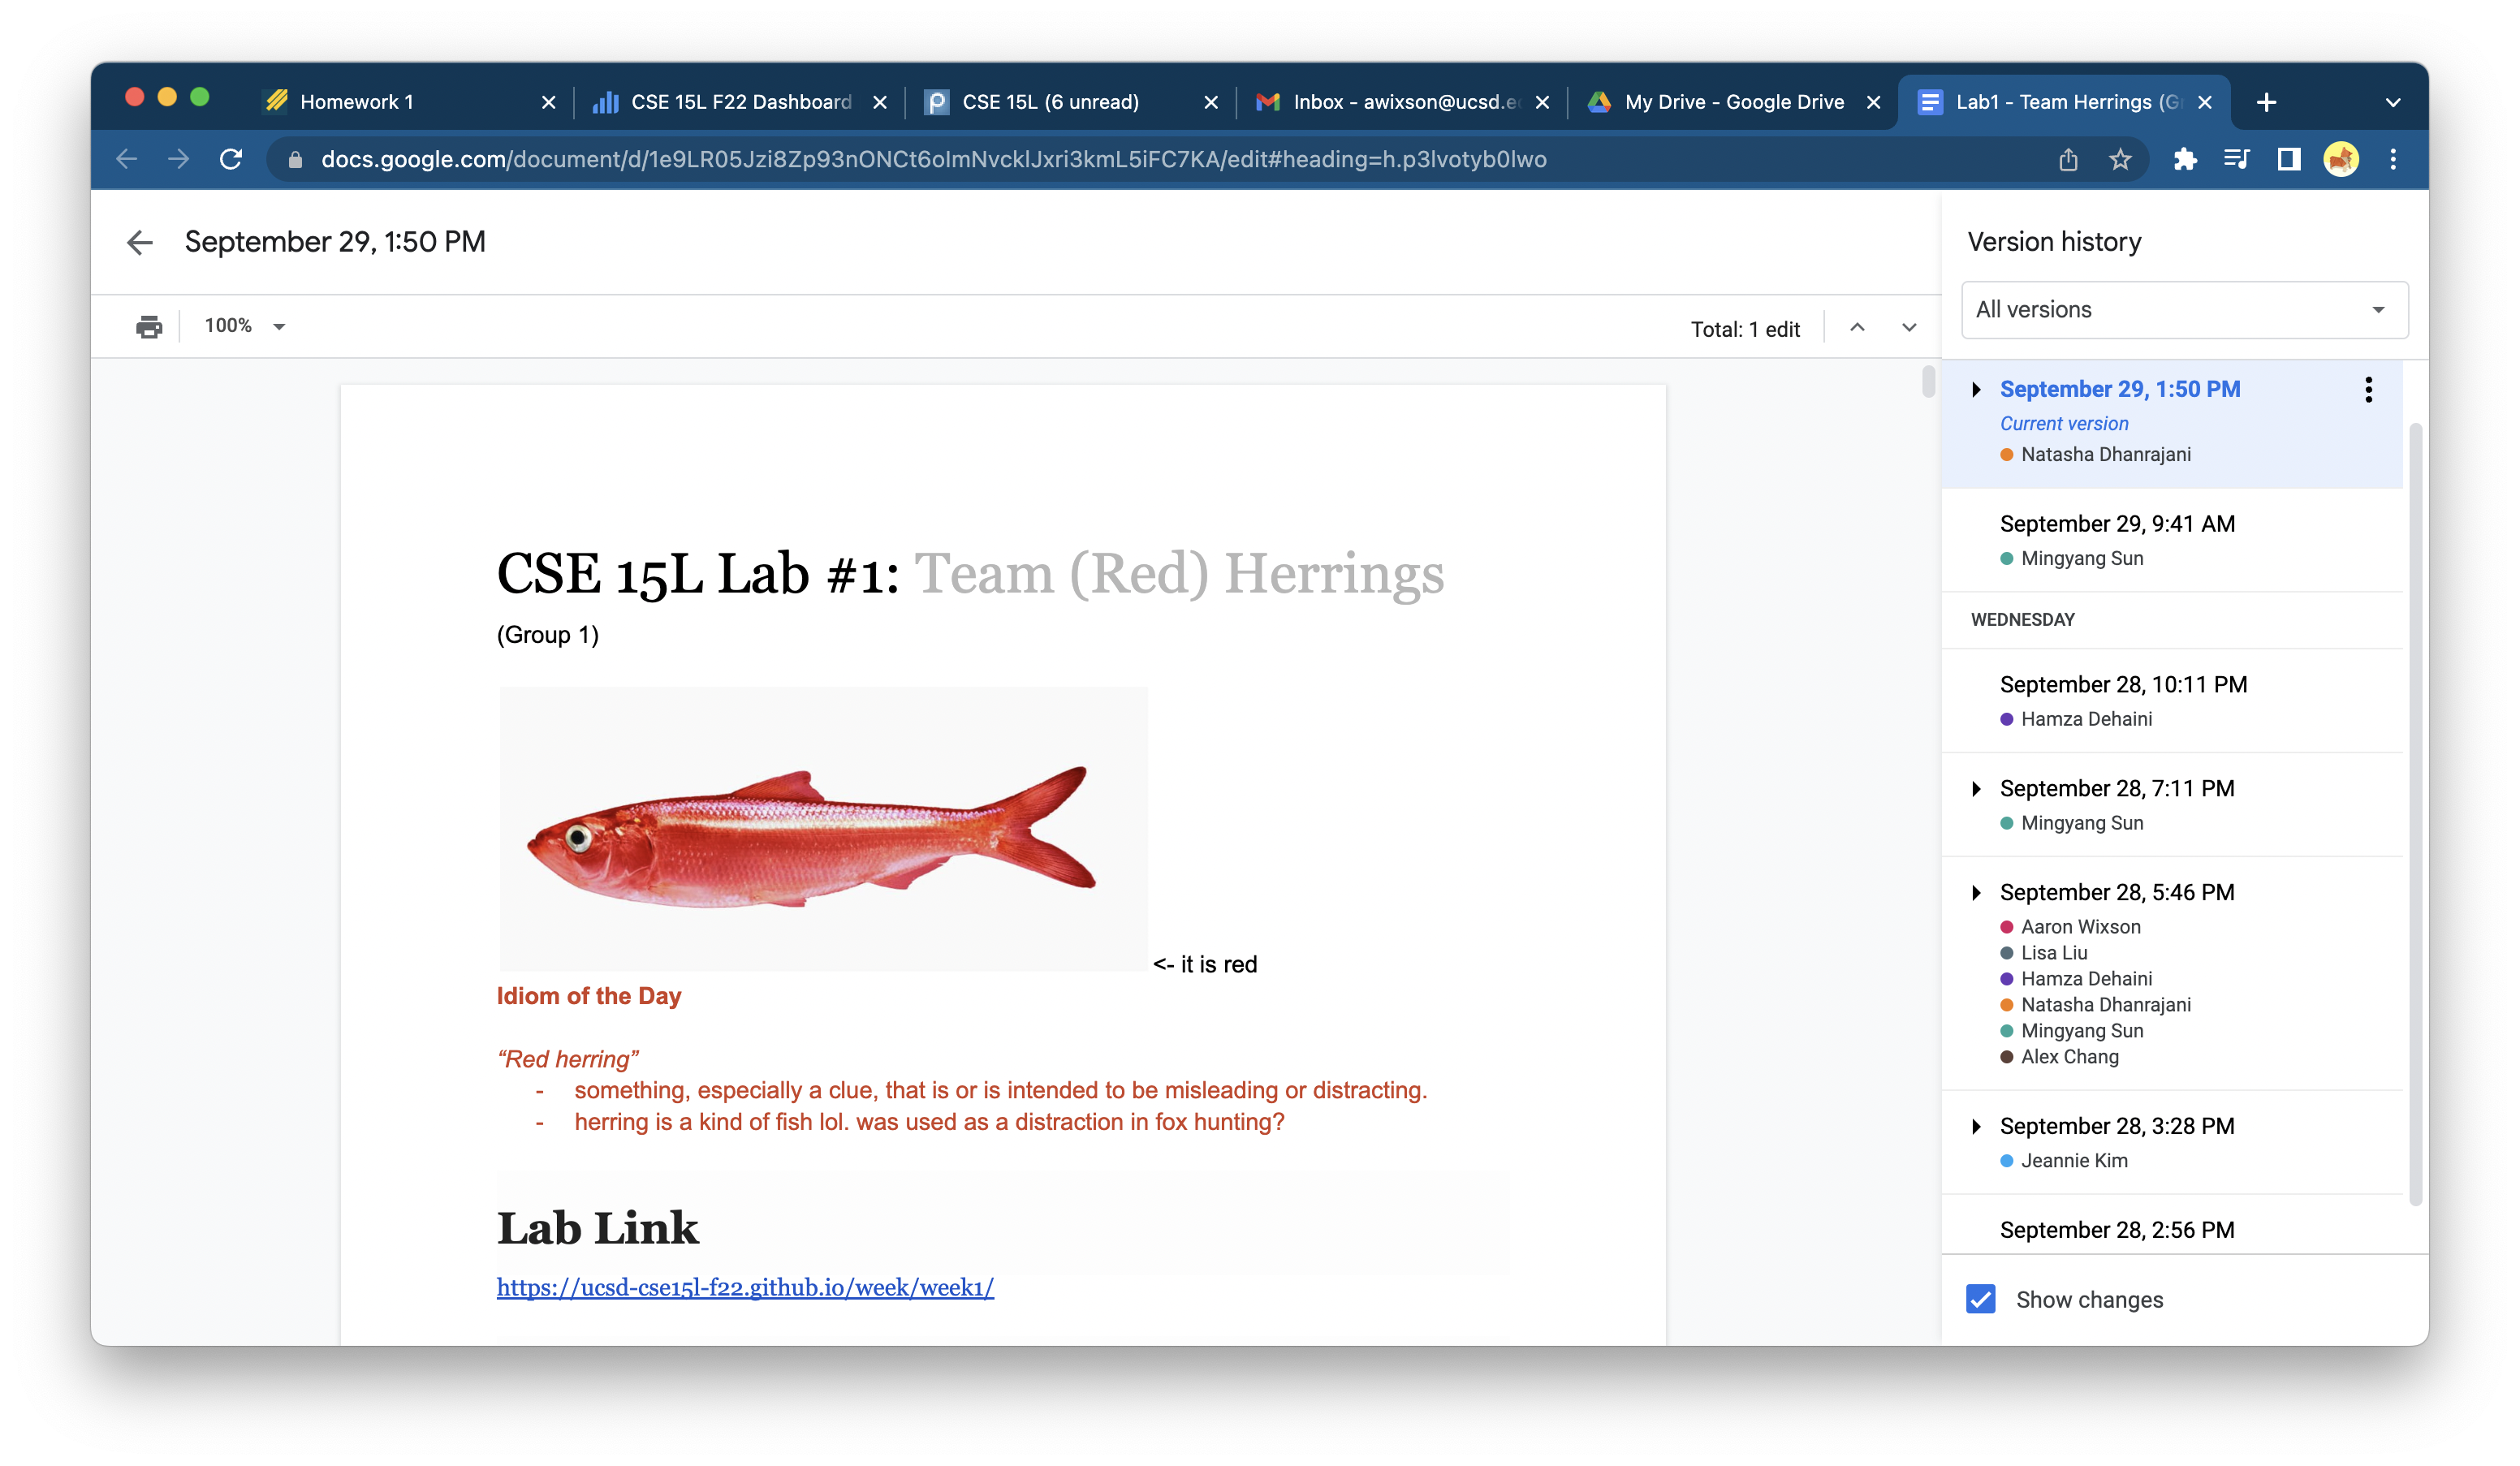 Homework 1
CSE 15L F22 Dashboard
CSE 15L (6 unread)
Inbox - awixson@ucsd.e
My Drive - Google Drive
Lab1 - Team Herrings (G
docs.google.com/document/d/1e9LR05Jzi8Zp93nONCt6oImNvcklJxri3kmL5iFC7KA/edit#heading=h.p3lvotyb0lwo
September 29, 1:50 PM
100%
Total: 1 edit
CSE 15L Lab #1: Team (Red) Herrings
(Group 1)
<- it is red
Idiom of the Day
“Red herring”
- something, especially a clue, that is or is intended to be misleading or distracting.
- herring is a kind of fish lol. was used as a distraction in fox hunting?
Lab Link
https://ucsd-cse15l-f22.github.io/week/week1/
Version history
All versions
September 29, 1:50 PM
Current version
Natasha Dhanrajani
September 29, 9:41 AM
Mingyang Sun
WEDNESDAY
September 28, 10:11 PM
Hamza Dehaini
September 28, 7:11 PM
Mingyang Sun
September 28, 5:46 PM
Aaron Wixson
Lisa Liu
Hamza Dehaini
Natasha Dhanrajani
Mingyang Sun
Alex Chang
September 28, 3:28 PM
Jeannie Kim
September 28, 2:56 PM
Show changes